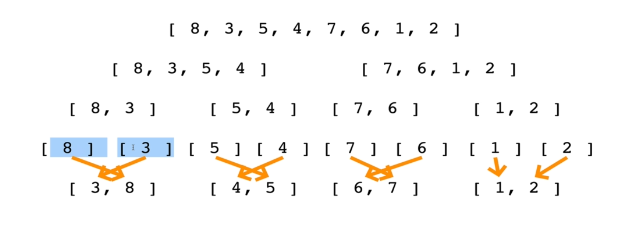 [ 8, 3, 5, 4, 7, 6, 1, 2 ]
[ 8, 3, 5, 4 ] [ 7, 6, 1, 2 ]
[ 8, 3 ] [ 5, 4 ] [ 7, 6 ] [ 1, 2 ]
[ 8 ] [ 3 ] [ 5 ] [ 4 ] [ 7 ] [ 6 ] [ 1 ] [ 2 ]
[ 3, 8 ] [ 4, 5 ] [ 6, 7 ] [ 1, 2 ]